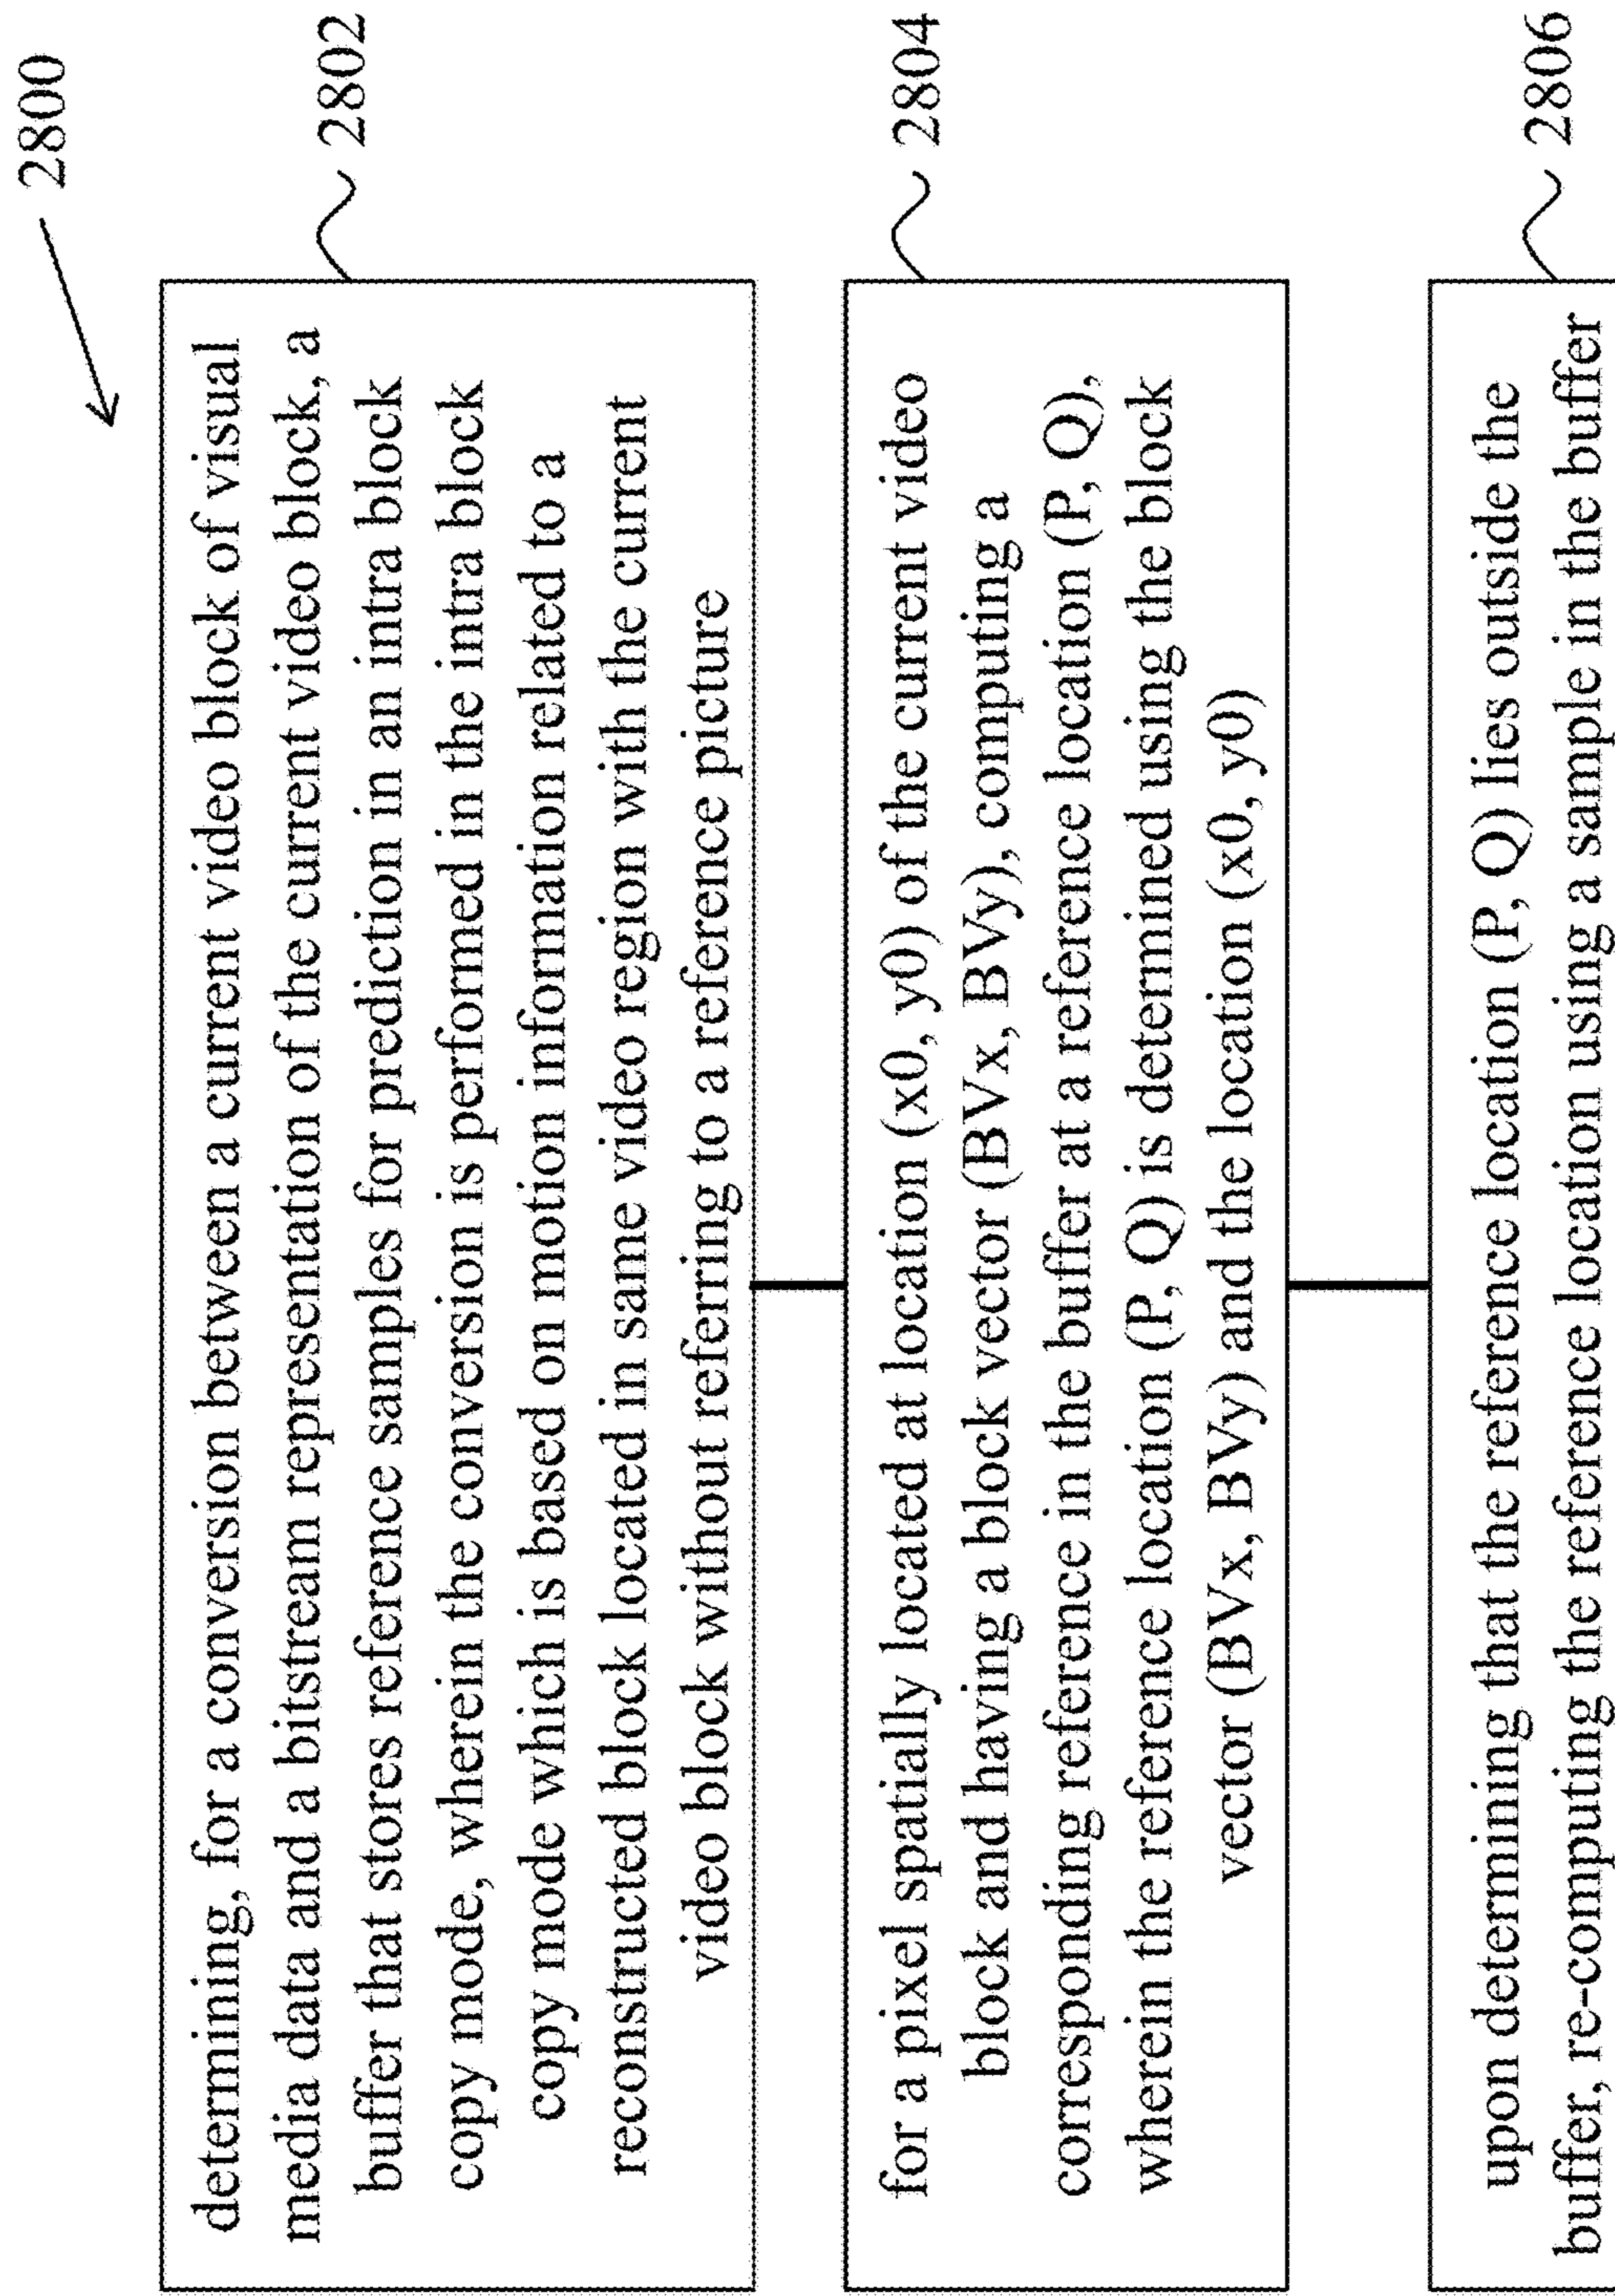 2800
determining, for a conversion between a current video block of visual
media data and a bitstream representation of the current video block, a
buffer that stores reference samples for prediction in an intra block
copy mode, wherein the conversion is performed in the intra block
copy mode which is based on motion information related to a
reconstructed block located in same video region with the current
video block without referring to a reference picture
2802
for a pixel spatially located at location (x0, y0) of the current video
block and having a block vector (BVx, BVy), computing a
corresponding reference in the buffer at a reference location (P, Q),
wherein the reference location (P, Q) is determined using the block
vector (BVx, BVy) and the location (x0, y0)
2804
upon determining that the reference location (P, Q) lies outside the
buffer, re-computing the reference location using a sample in the buffer
2806